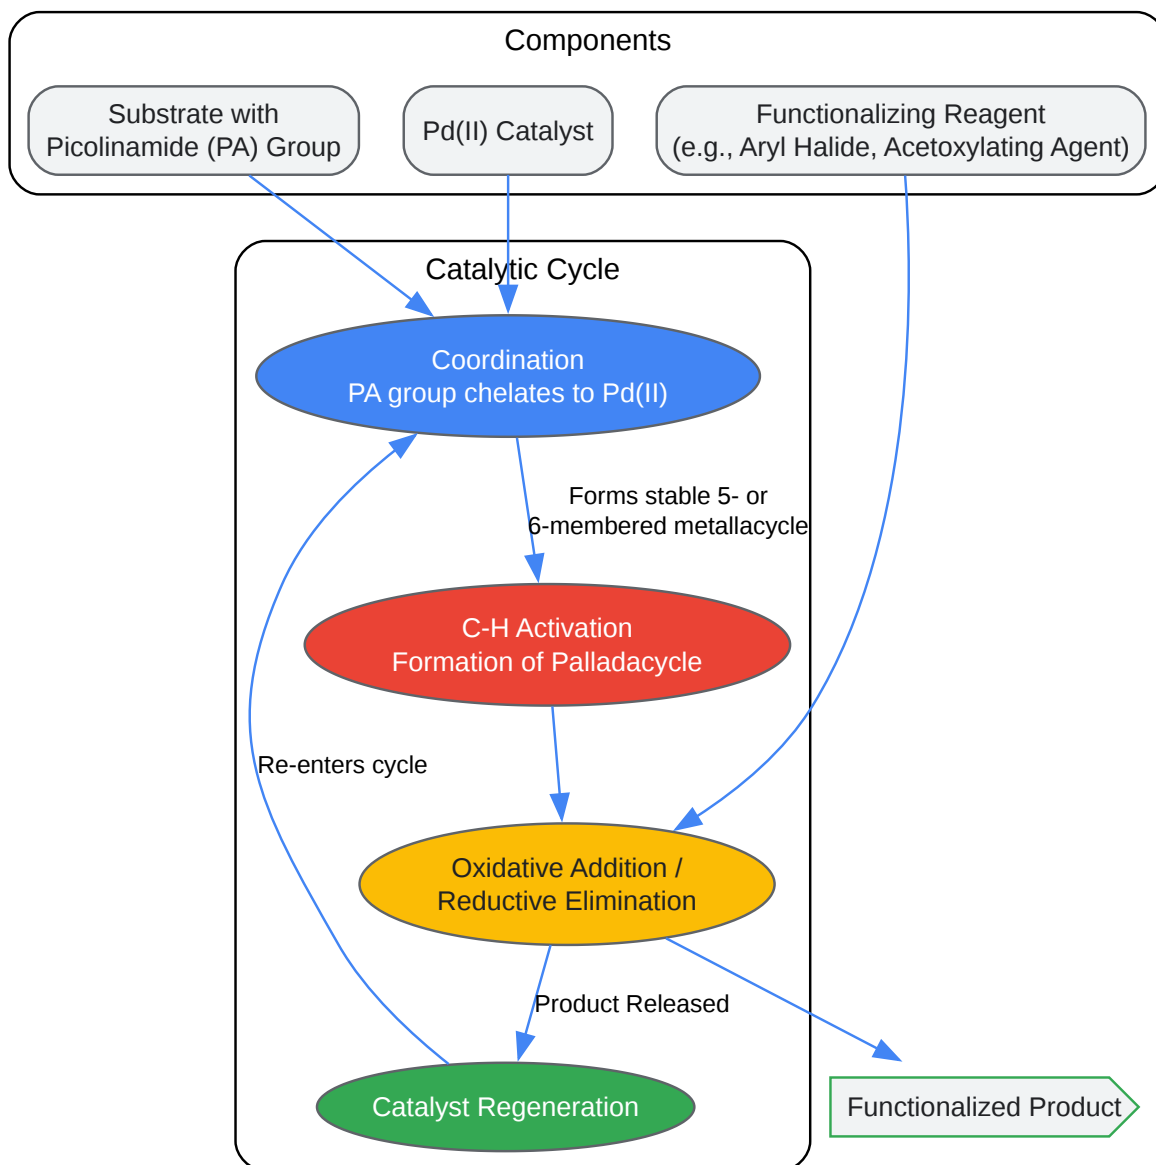 Components
Substrate with
Picolinamide (PA) Group
Pd(II) Catalyst
Functionalizing Reagent
(e.g., Aryl Halide, Acetoxylating Agent)
Catalytic Cycle
Coordination
PA group chelates to Pd(II)
Forms stable 5- or
6-membered metallacycle
C-H Activation
Formation of Palladacycle
Re-enters cycle
Oxidative Addition /
Reductive Elimination
Product Released
Catalyst Regeneration
Functionalized Product